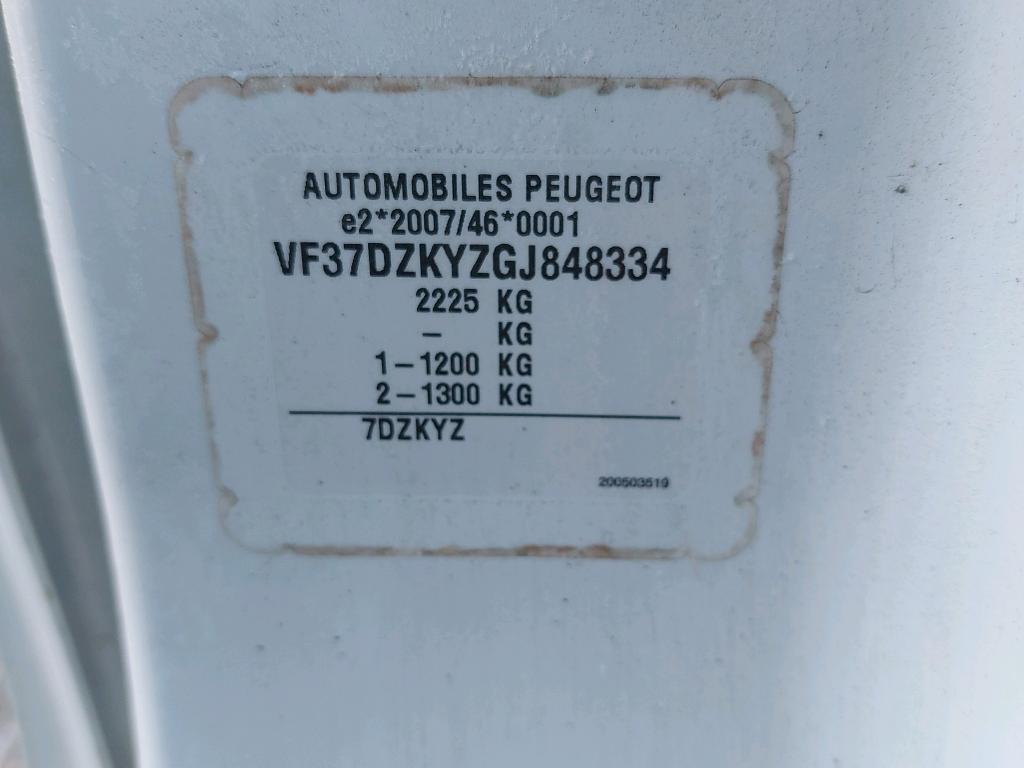 AUTOMOBILES PEUGEOT
e2*2007/46*0001
VF37DZKYZGJ848334
2225 KG
– KG
1–1200 KG
2–1300 KG
7DZKYZ
200503519